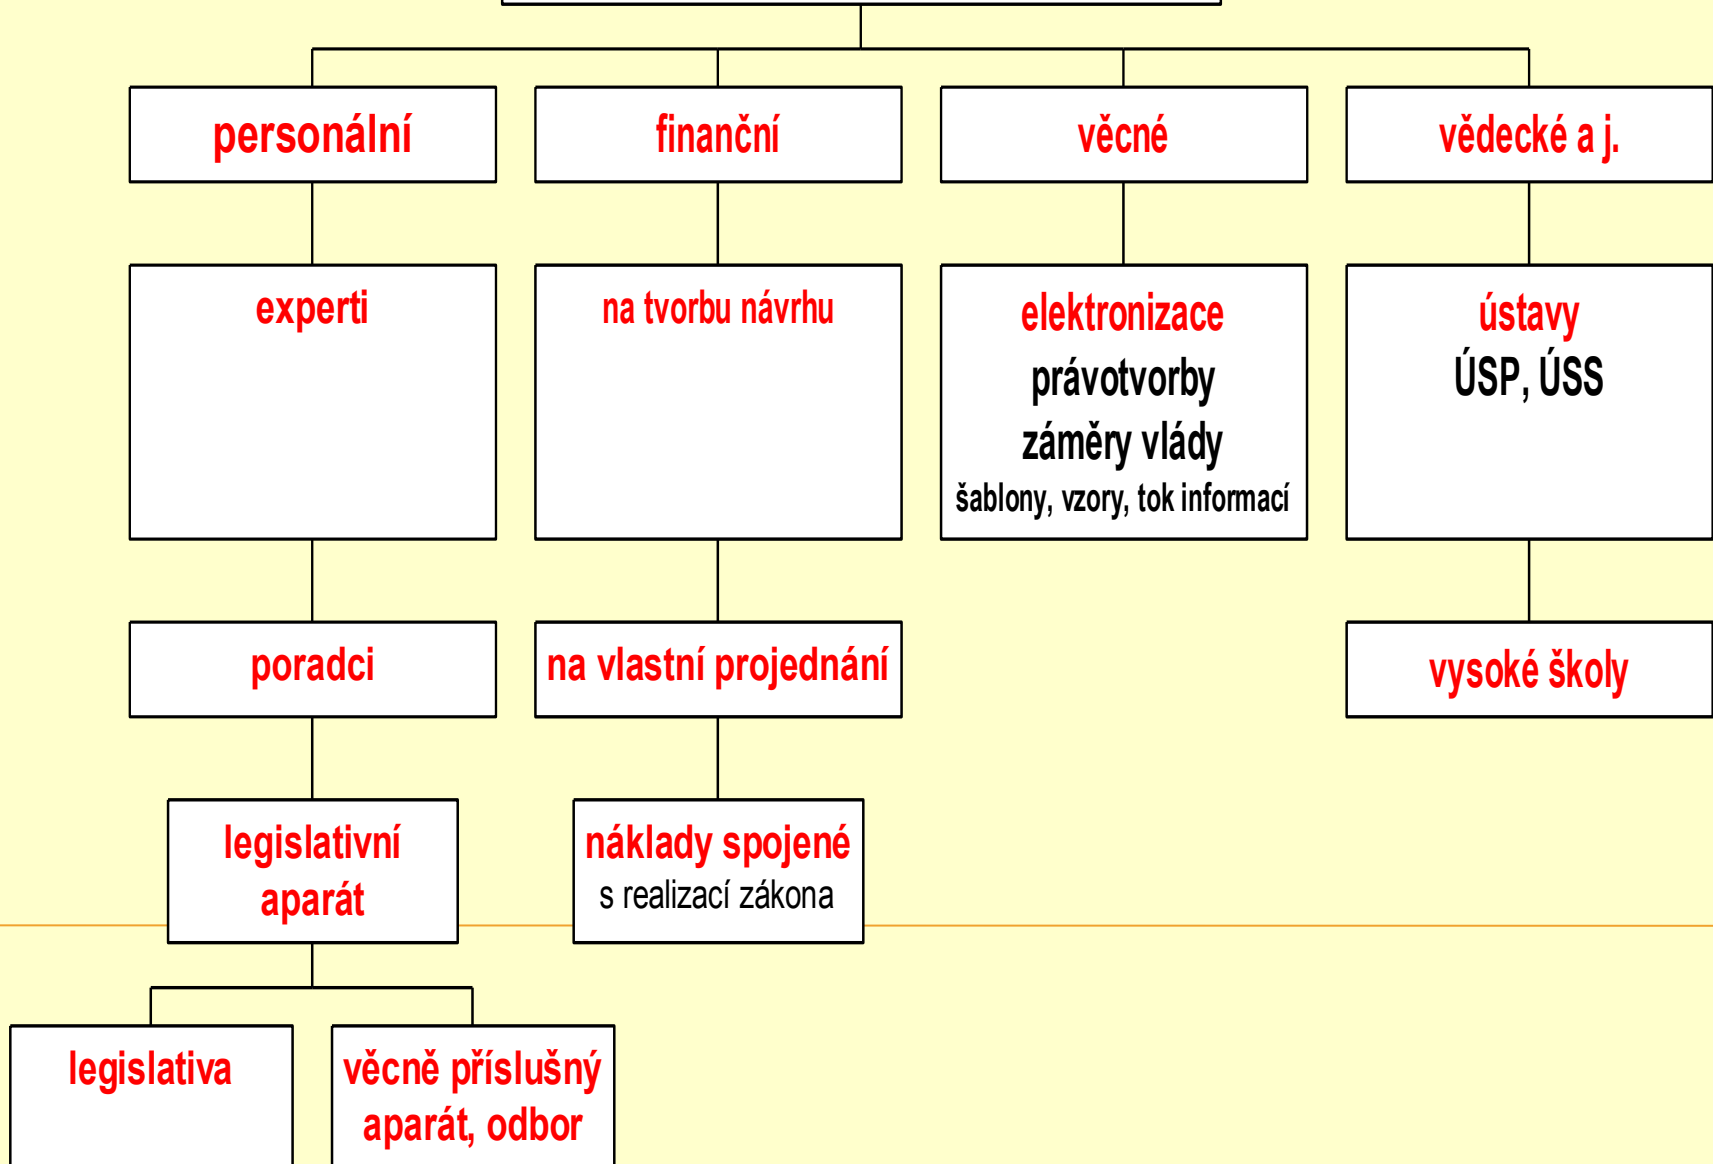 personální
finanční
věcné
vědecké a j.
experti
na tvorbu návrhu
elektronizace
právotvorby
záměry vlády
šablony, vzory, tok informací
ústavy
ÚSP, ÚSS
poradci
na vlastní projednání
vysoké školy
legislativní
aparát
náklady spojené
s realizací zákona
legislativa
věcně příslušný
aparát, odbor